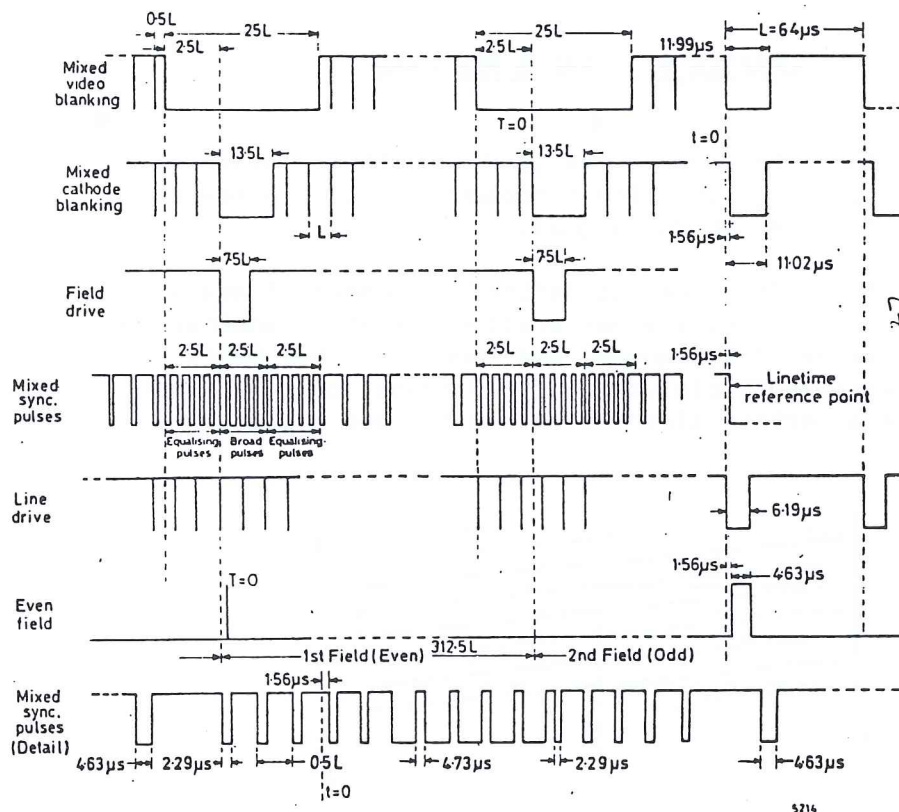 0·5L
25L
25L
L=64µs
2·5L
2·5L
11·99µs
Mixed
video
blanking
T=0
t=0
13·5L
13·5L
Mixed
cathode
blanking
L
1·56µs
11·02µs
7·5L
7·5L
Field
drive
2·5L 2·5L 2·5L
2·5L 2·5L 2·5L
1·56µs
Mixed
sync.
pulses
Linetime
reference point
Equalising
pulses
Broad
pulses
Equalising
pulses
Line
drive
6·19µs
1·56µs
4·63µs
T=0
Even
field
312·5L
1st Field (Even)
2nd Field (Odd)
1·56µs
Mixed
sync.
pulses
(Detail)
4·63µs
2·29µs
0·5L
4·73µs
2·29µs
4·63µs
t=0
5214